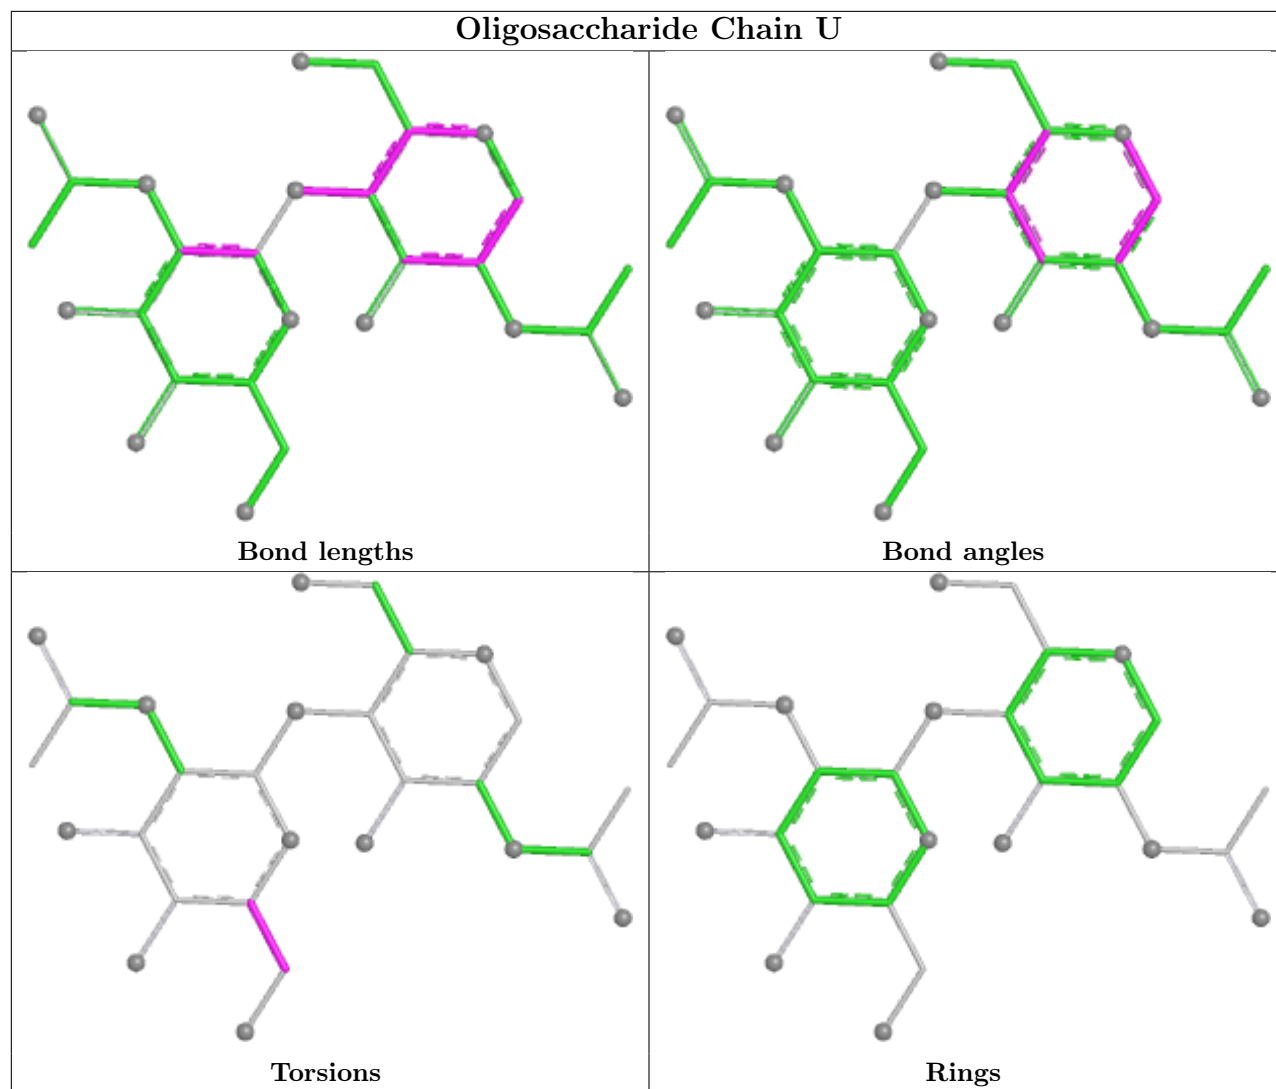 Oligosaccharide Chain U
Bond lengths
Bond angles
Torsions
Rings